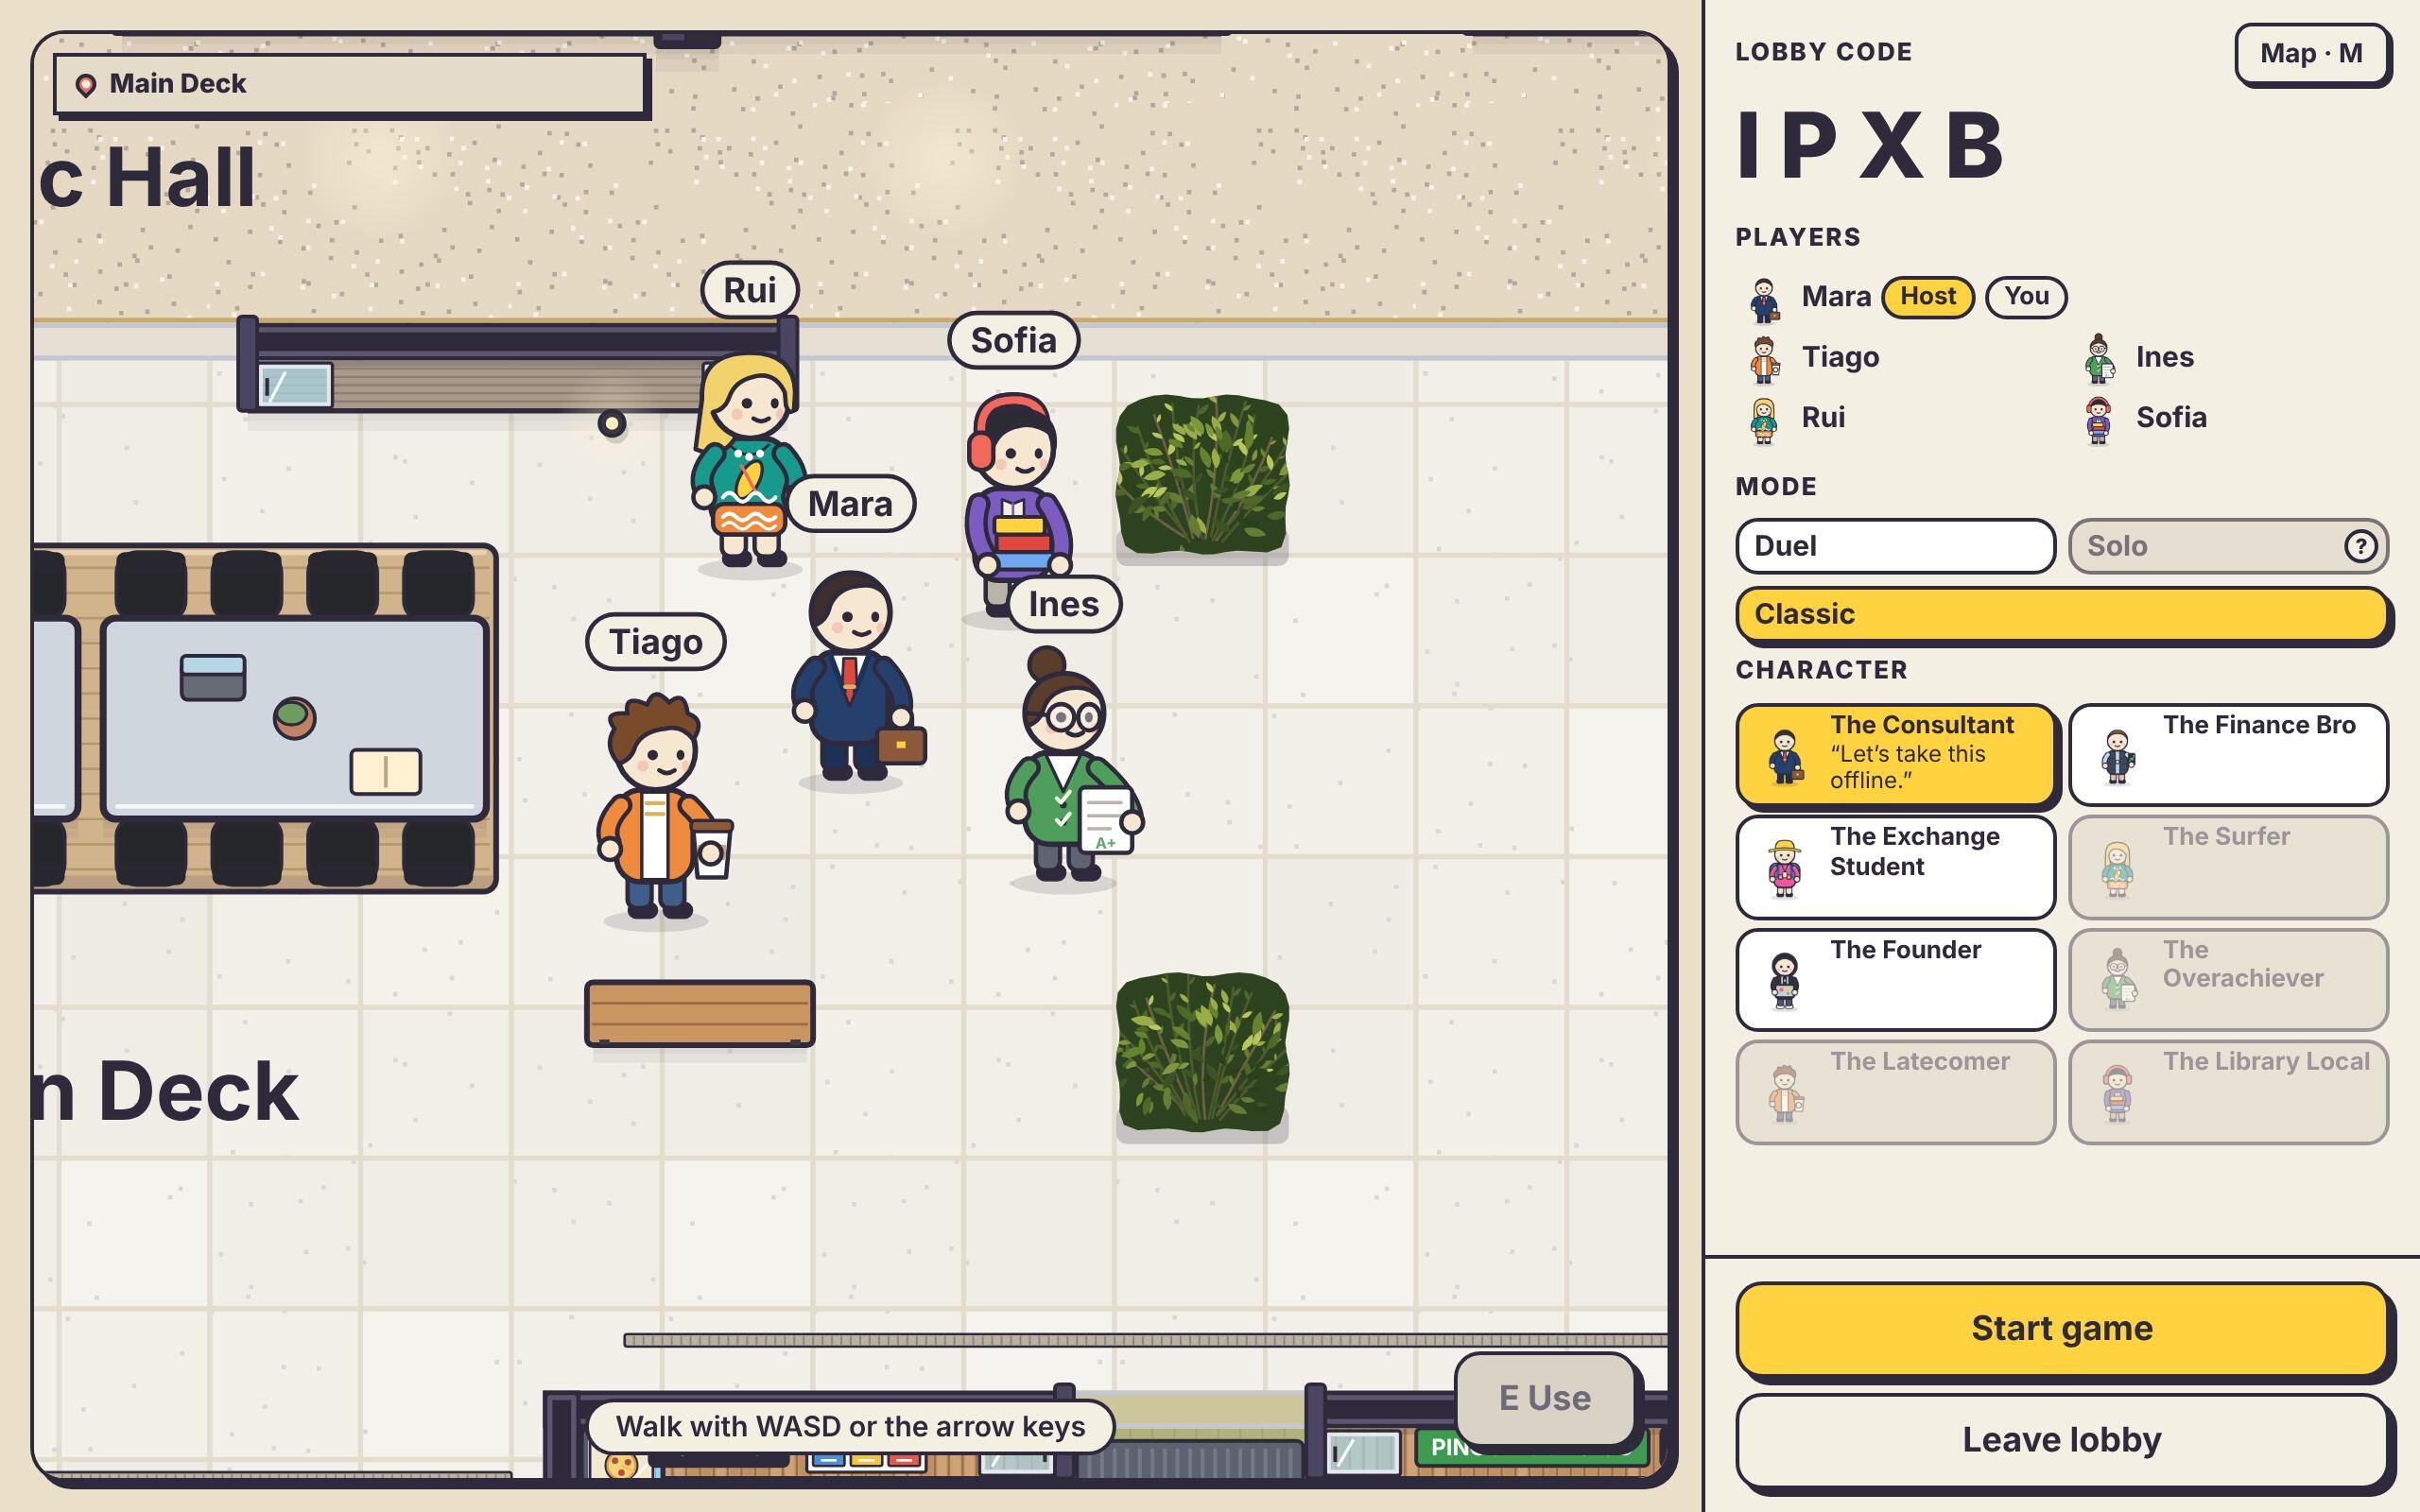 Main Deck
c Hall
Rui
Sofia
Mara
Ines
Tiago
A+
n Deck
E Use
Walk with WASD or the arrow keys
LOBBY CODE
Map · M
IPXB
PLAYERS
Mara Host You
Tiago
Ines
Rui
Sofia
MODE
Duel
Solo ?
Classic
CHARACTER
The Consultant
“Let’s take this
offline.”
The Finance Bro
The Exchange
Student
The Surfer
The Founder
The
Overachiever
The Latecomer
The Library Local
Start game
Leave lobby